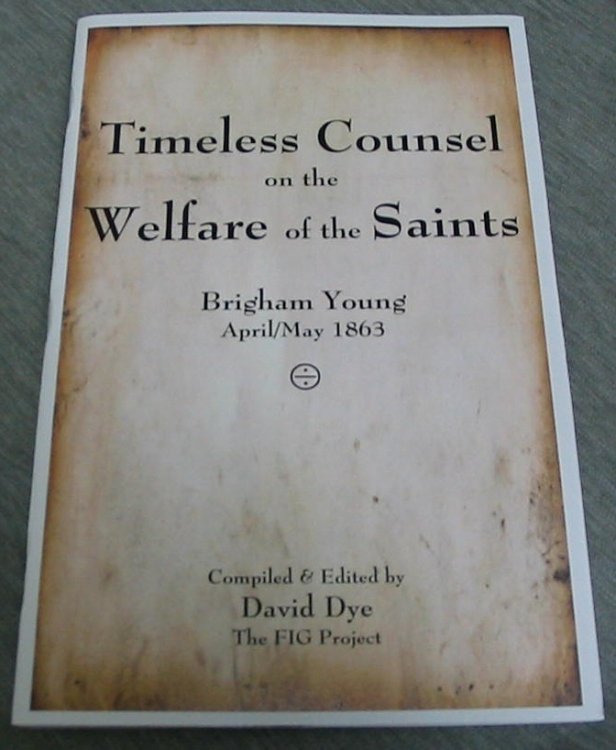 Timeless Counsel
on the
Welfare of the Saints
Brigham Young
April/May 1863
Compiled & Edited by
David Dye
The FIG Project